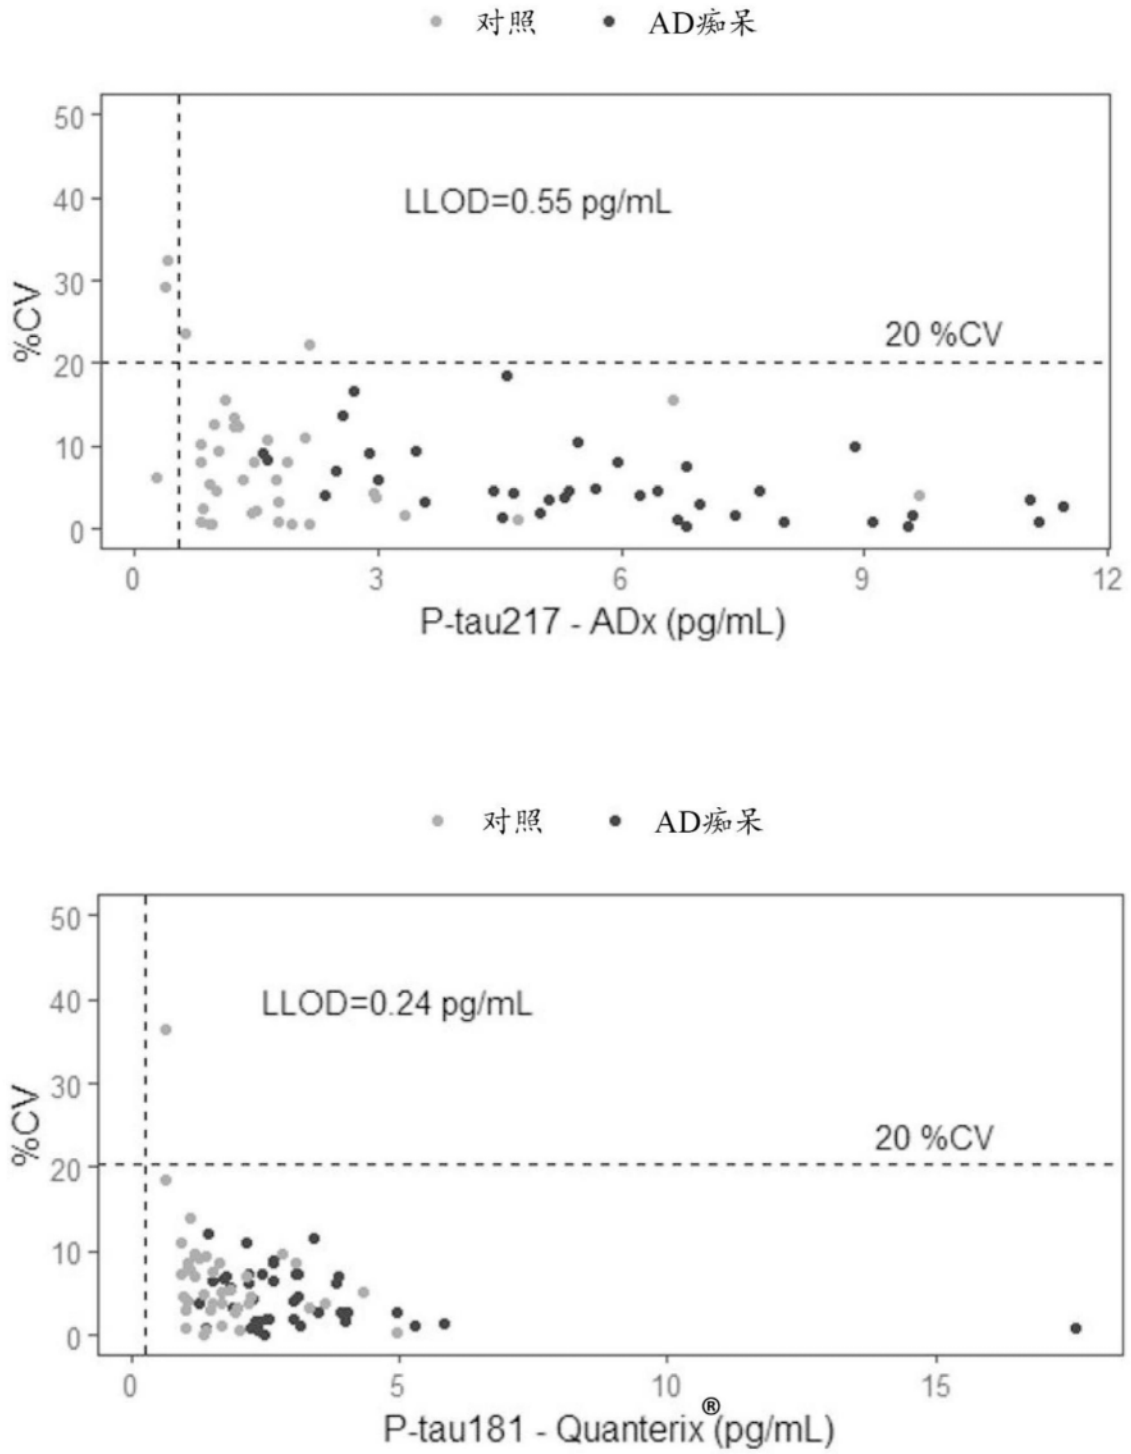 对照 AD痴呆
50
LLOD=0.55 pg/mL
40
30
%CV
20 %CV
20
10
0
0 3 6 9 12
P-tau217 - ADx (pg/mL)
对照 AD痴呆
50
LLOD=0.24 pg/mL
40
30
%CV
20 %CV
20
10
0
0 5 10 15
P-tau181 - Quanterix®(pg/mL)